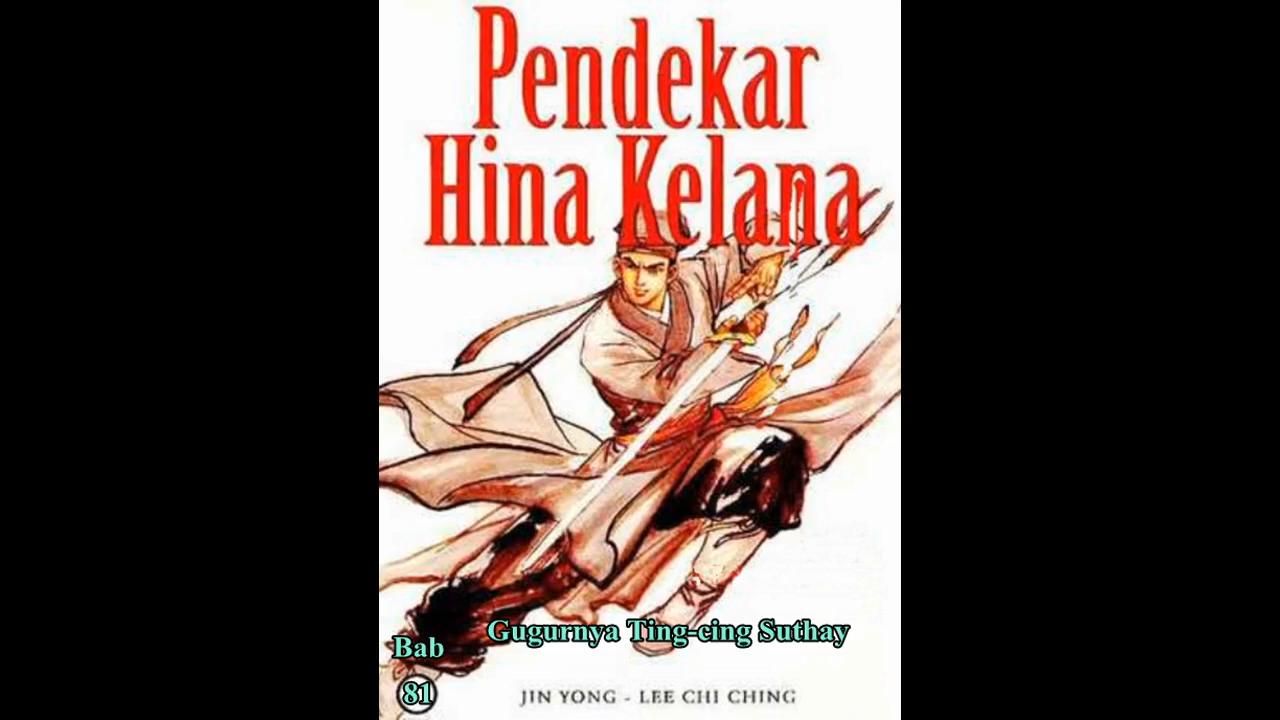 Pendekar
Hina Kelana
Gugurnya Ting-cing Suthay
Bab
81
JIN YONG - LEE CHI CHING